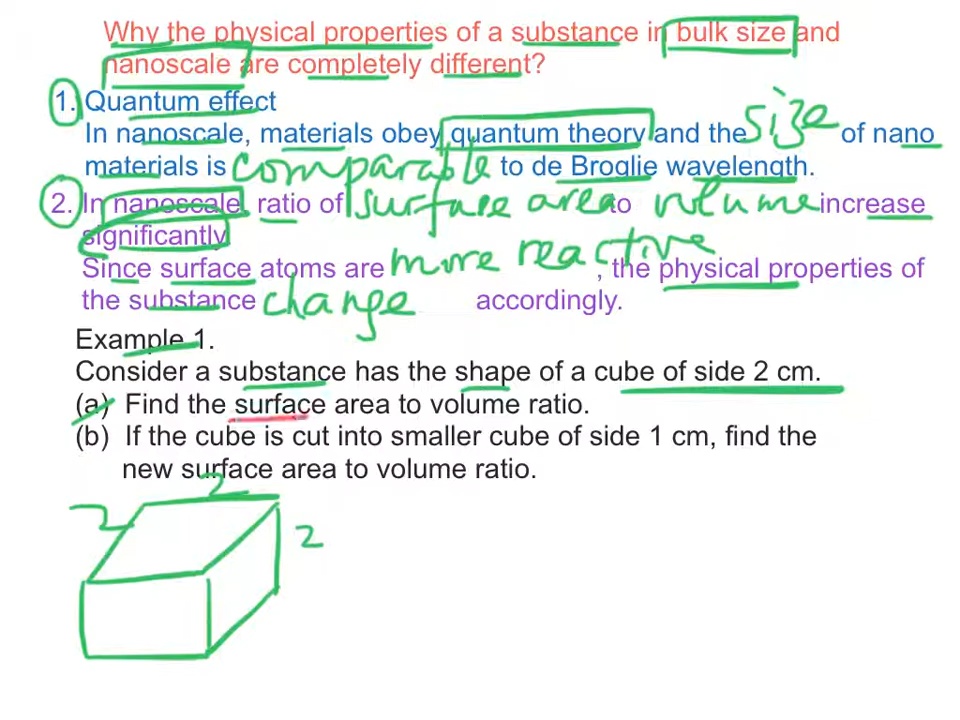 Why the physical properties of a substance in bulk size and
nanoscale are completely different?
1. Quantum effect
In nanoscale, materials obey quantum theory and the size of nano
materials is comparable to de Broglie wavelength.
2. In nanoscale, ratio of surface area to volume increase
significantly.
Since surface atoms are more reactive, the physical properties of
the substance change accordingly.
Example 1.
Consider a substance has the shape of a cube of side 2 cm.
(a) Find the surface area to volume ratio.
(b) If the cube is cut into smaller cube of side 1 cm, find the
new surface area to volume ratio.
2
2
2